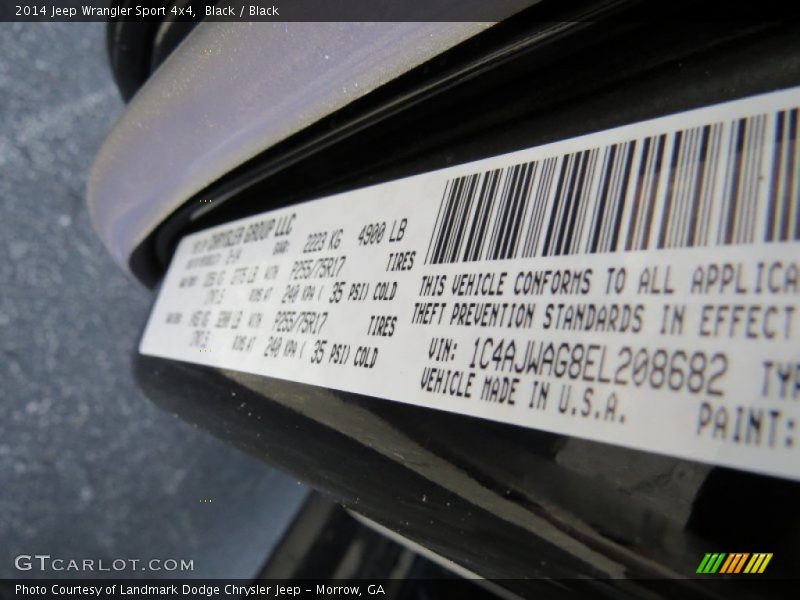 2014 Jeep Wrangler Sport 4x4, Black / Black
CHRYSLER GROUP LLC
2223 KG 4900 LB
P255/75R17 TIRES
240 KPA ( 35 PSI) COLD
P255/75R17 TIRES
240 KPA ( 35 PSI) COLD
THIS VEHICLE CONFORMS TO ALL
THEFT PREVENTION STANDARDS IN EFFECT
VIN: 1C4AJWAG8EL208682
VEHICLE MADE IN U.S.A. PAINT:
GTCARLOT.COM
Photo Courtesy of Landmark Dodge Chrysler Jeep – Morrow, GA